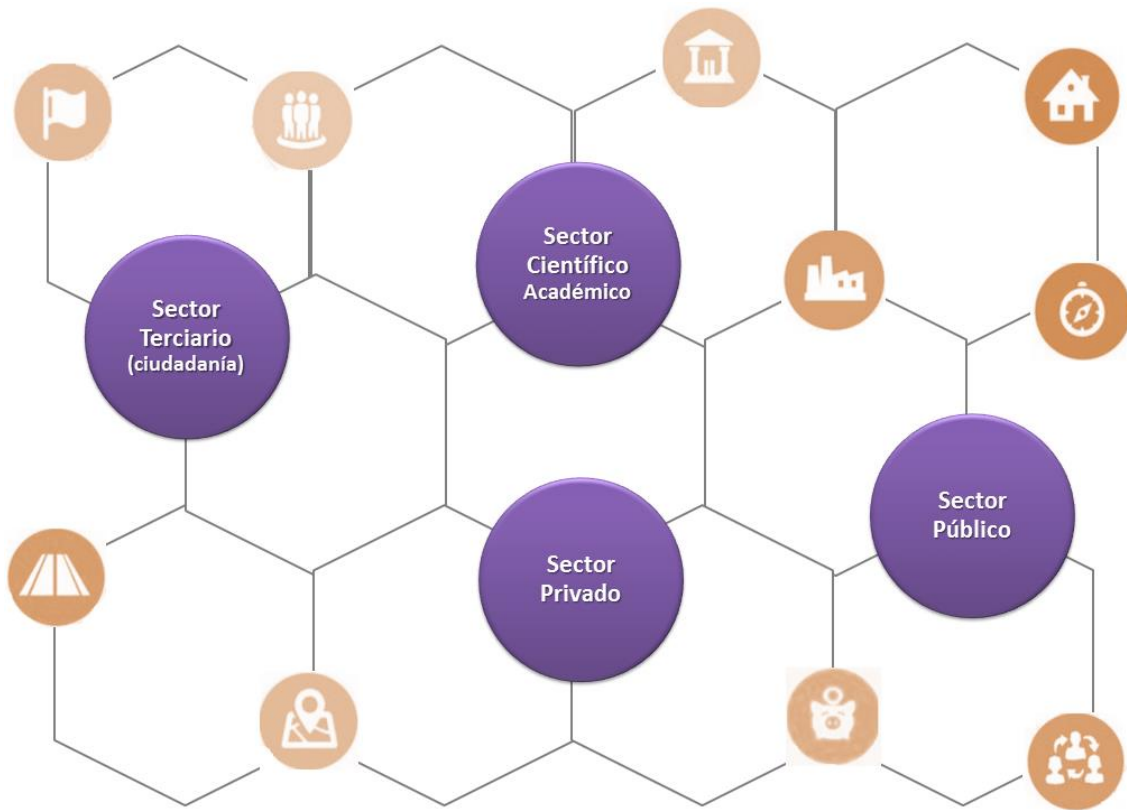 Sector
Científico
Académico
Sector
Terciario
(ciudadanía)
Sector
Público
Sector
Privado